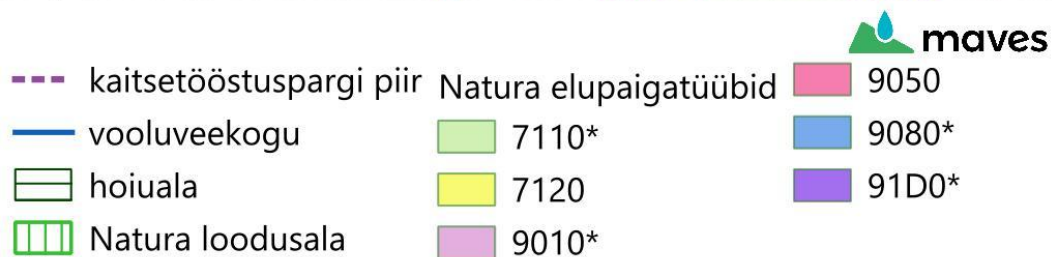 maves
kaitsetööstuspargi piir
vooluveekogu
hoiuala
Natura loodusala
Natura elupaigatüübid
7110*
7120
9010*
9050
9080*
91D0*